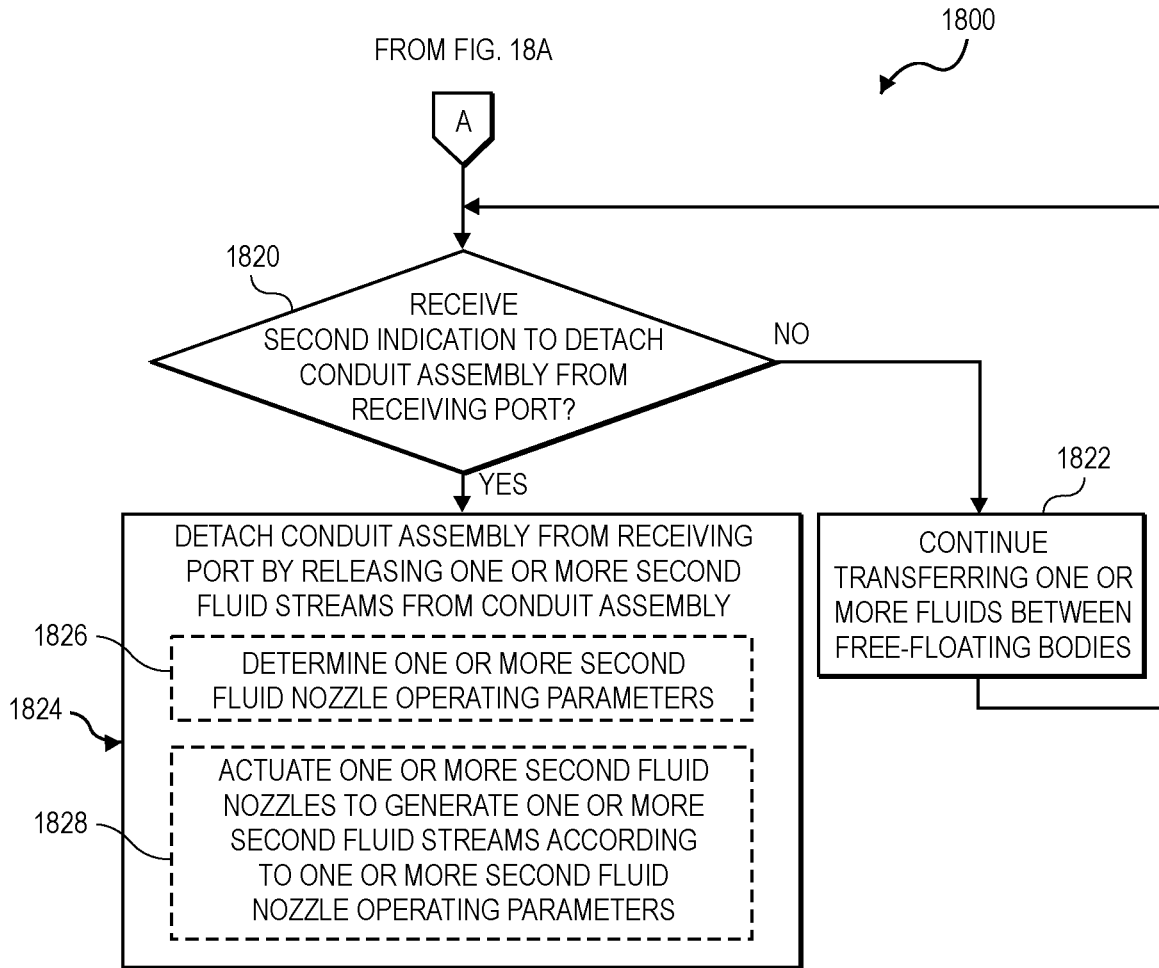 1800
FROM FIG. 18A
A
1820
RECEIVE
SECOND INDICATION TO DETACH
CONDUIT ASSEMBLY FROM
RECEIVING PORT?
NO
YES
1822
CONTINUE
TRANSFERRING ONE OR
MORE FLUIDS BETWEEN
FREE-FLOATING BODIES
1824
DETACH CONDUIT ASSEMBLY FROM RECEIVING
PORT BY RELEASING ONE OR MORE SECOND
FLUID STREAMS FROM CONDUIT ASSEMBLY
1826
DETERMINE ONE OR MORE SECOND
FLUID NOZZLE OPERATING PARAMETERS
1828
ACTUATE ONE OR MORE SECOND FLUID
NOZZLES TO GENERATE ONE OR MORE
SECOND FLUID STREAMS ACCORDING
TO ONE OR MORE SECOND FLUID
NOZZLE OPERATING PARAMETERS